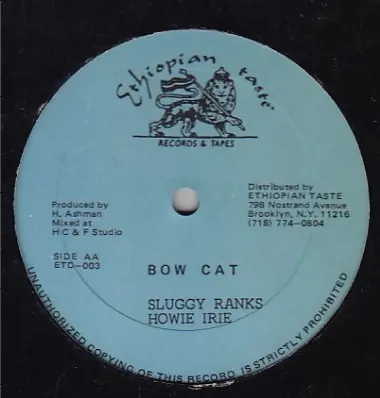 Ethiopian taste
RECORDS & TAPES
Produced by
H. Ashman
Mixed at
HC & F Studio
Distributed by
ETHIOPIAN TASTE
798 Nostrand Avenue
Brooklyn, N.Y. 11216
(718) 774-0804
SIDE AA
ETD-003
BOW CAT
SLUGGY RANKS
HOWIE IRIE
UNAUTHORIZED COPYING OF THIS RECORD IS STRICTLY PROHIBITED